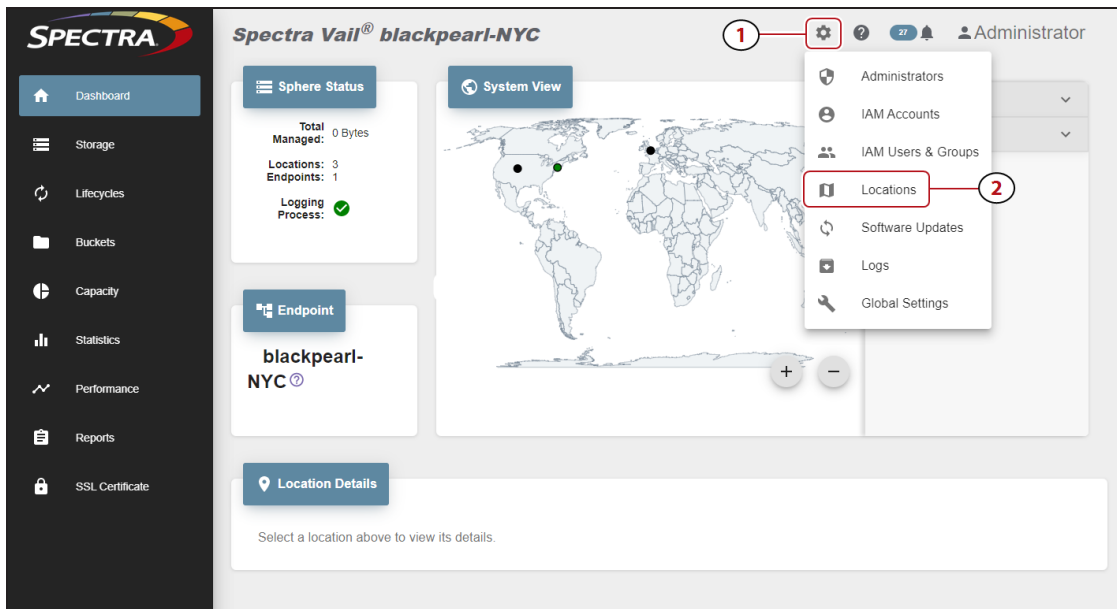 SPECTRA
Spectra Vail® blackpearl-NYC
1
27
Administrator
Dashboard
Storage
Lifecycles
Buckets
Capacity
Statistics
Performance
Reports
SSL Certificate
Sphere Status
Total Managed: 0 Bytes
Locations: 3
Endpoints: 1
Logging Process:
System View
+
−
Administrators
IAM Accounts
IAM Users & Groups
Locations
2
Software Updates
Logs
Global Settings
Endpoint
blackpearl-
NYC
Location Details
Select a location above to view its details.